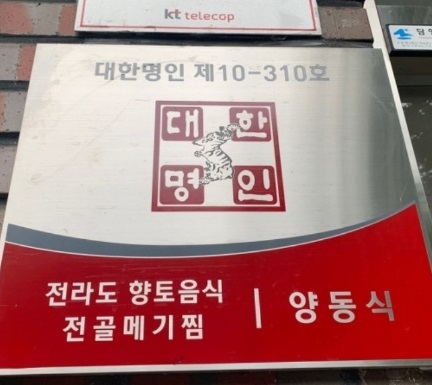 kt telecop
대한명인 제10-310호
대한
명인
전라도 향토음식
전골메기찜
양동식